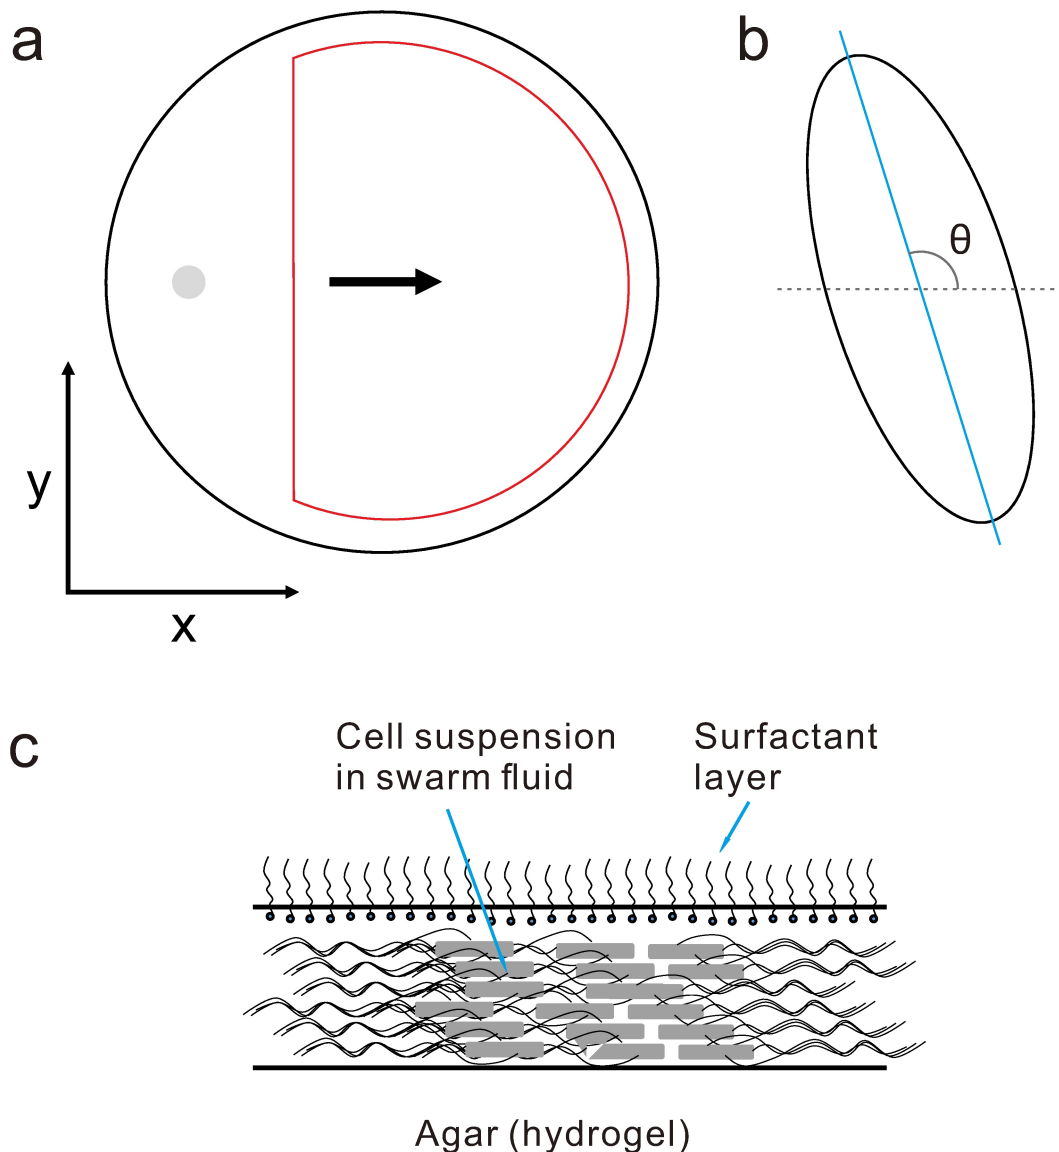 a
b
θ
y
x
c
Cell suspension
in swarm fluid
Surfactant
layer
Agar (hydrogel)